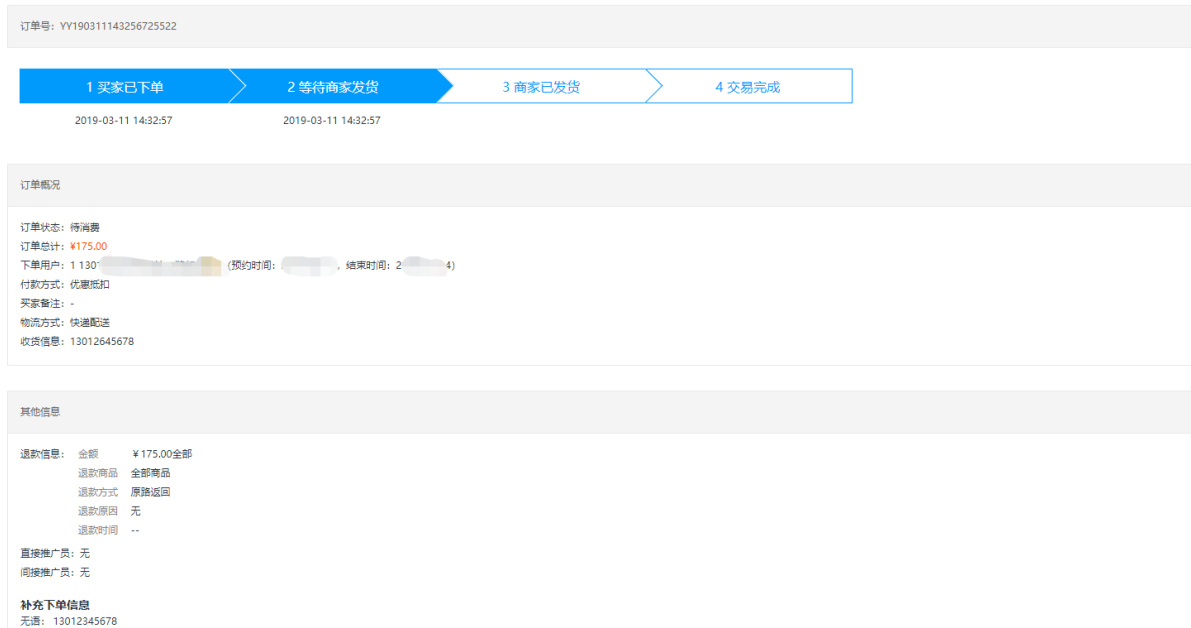 订单号：YY190311143256725522
1 买家已下单
2 等待商家发货
3 商家已发货
4 交易完成
2019-03-11 14:32:57
2019-03-11 14:32:57
订单概况
订单状态：待消费
订单总计：¥175.00
下单用户：1 130 (预约时间： ，结束时间：2 4)
付款方式：优惠抵扣
买家备注：-
物流方式：快递配送
收货信息：13012645678
其他信息
退款信息： 金额 ￥175.00全部
退款商品 全部商品
退款方式 原路返回
退款原因 无
退款时间 --
直接推广员：无
间接推广员：无
补充下单信息
无语： 13012345678